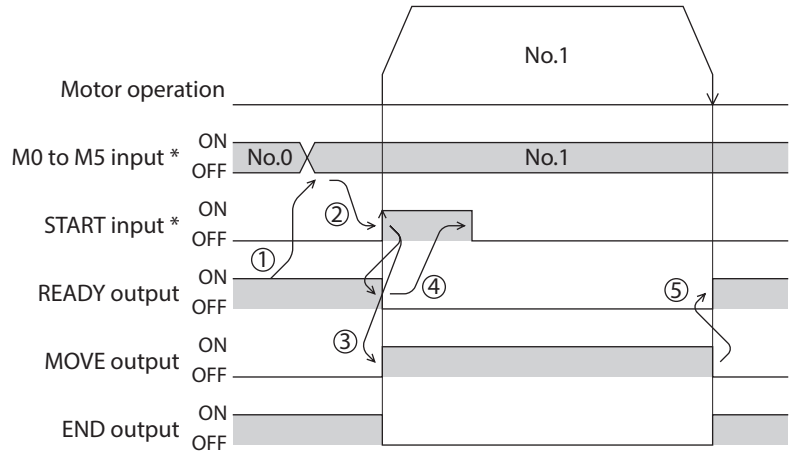 No.1
Motor operation
M0 to M5 input *
ON
OFF
No.0
No.1
START input *
ON
OFF
②
①
READY output
ON
OFF
④
⑤
③
MOVE output
ON
OFF
END output
ON
OFF